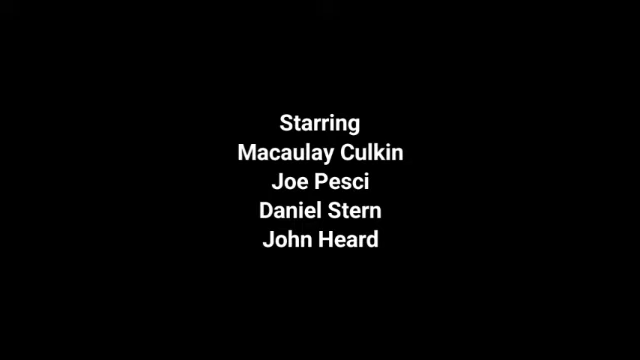 Starring
Macaulay Culkin
Joe Pesci
Daniel Stern
John Heard